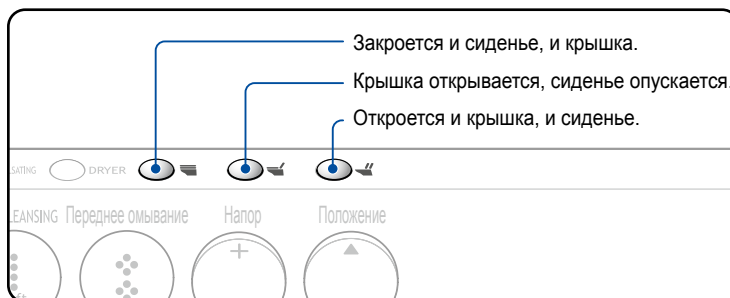 Закроется и сиденье, и крышка.
Крышка открывается, сиденье опускается.
Откроется и крышка, и сиденье.
DRYER
Переднее омывание Напор Положение